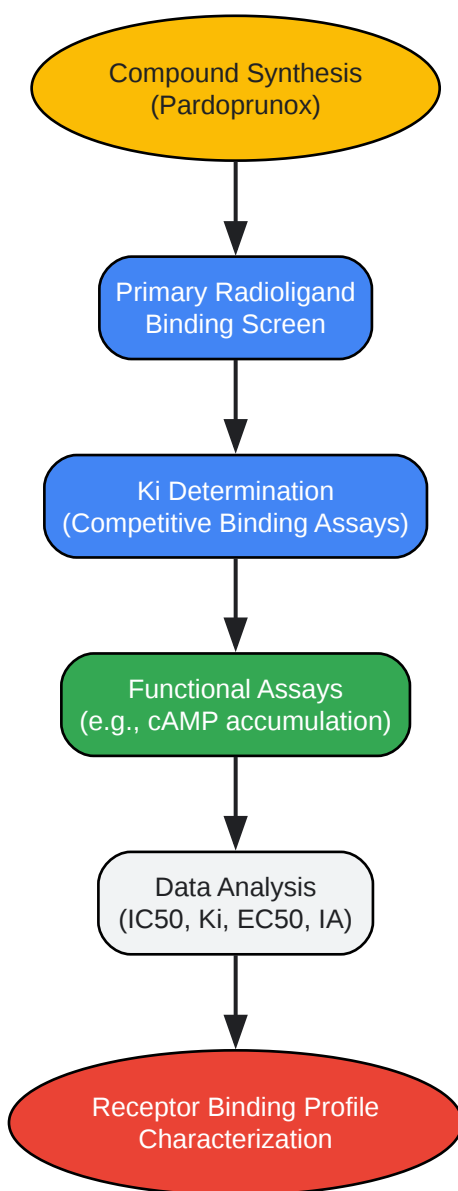 Compound Synthesis
(Pardoprunox)
Primary Radioligand
Binding Screen
Ki Determination
(Competitive Binding Assays)
Functional Assays
(e.g., cAMP accumulation)
Data Analysis
(IC50, Ki, EC50, IA)
Receptor Binding Profile
Characterization